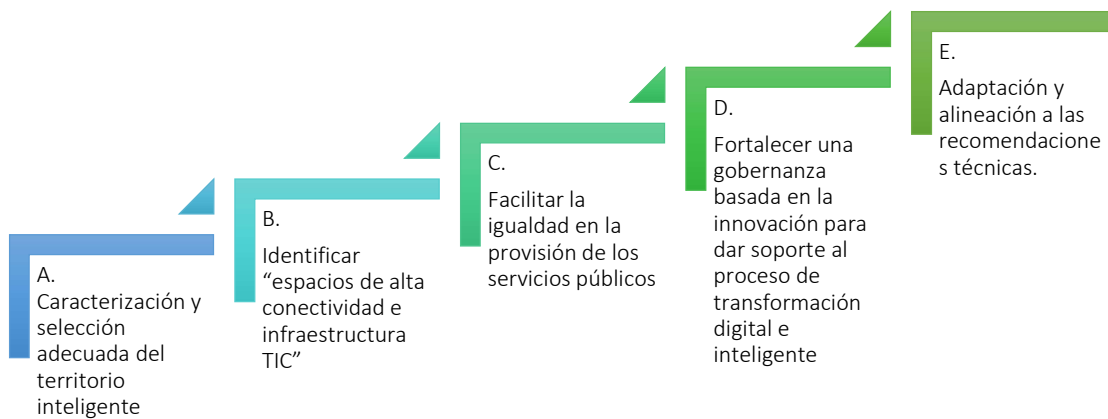 A.
Caracterización y
selección
adecuada del
territorio
inteligente
B.
Identificar
“espacios de alta
conectividad e
infraestructura
TIC”
C.
Facilitar la
igualdad en la
provisión de los
servicios públicos
D.
Fortalecer una
gobernanza
basada en la
innovación para
dar soporte al
proceso de
transformación
digital e
inteligente
E.
Adaptación y
alineación a las
recomendacione
s técnicas.